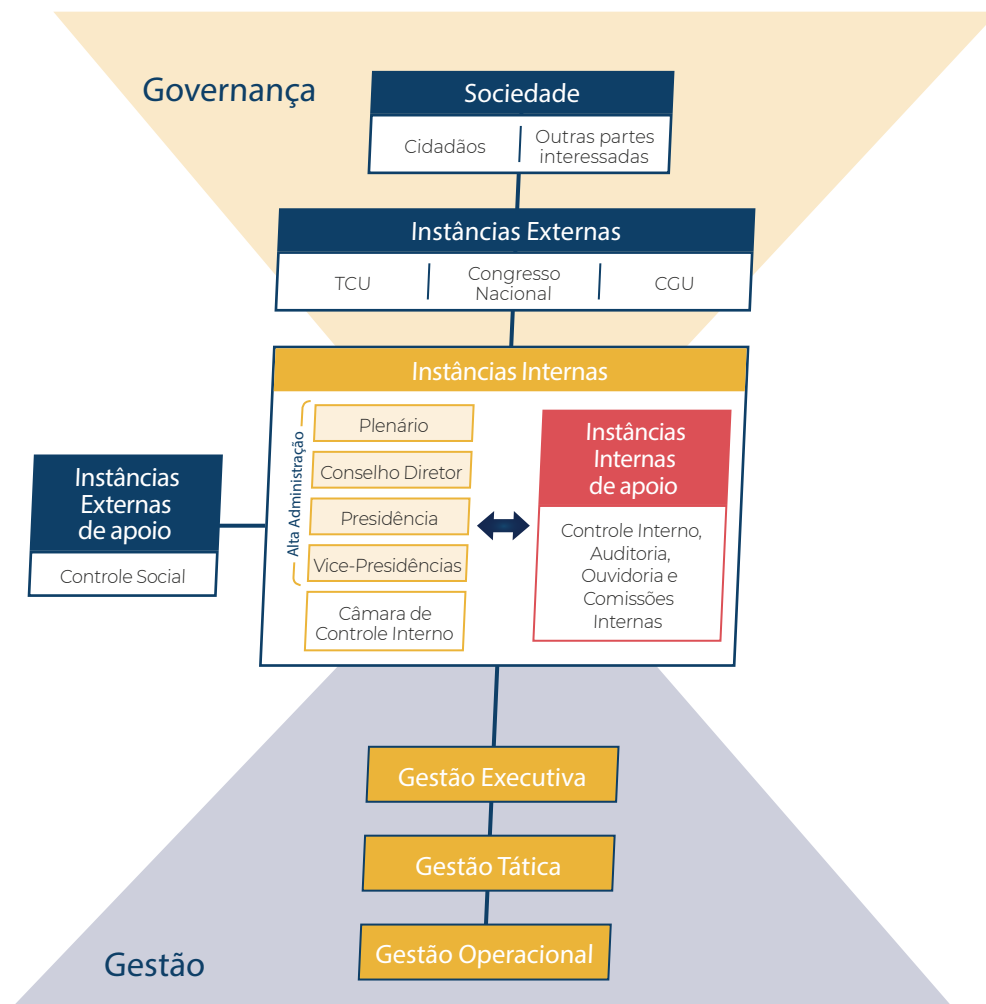 Governança
Sociedade
Cidadãos
Outras partes
interessadas
Instâncias Externas
TCU
Congresso
Nacional
CGU
Instâncias Internas
Alta Administração
Plenário
Conselho Diretor
Presidência
Vice-Presidências
Câmara de
Controle Interno
Instâncias
Internas
de apoio
Controle Interno,
Auditoria,
Ouvidoria e
Comissões
Internas
Instâncias
Externas
de apoio
Controle Social
Gestão Executiva
Gestão Tática
Gestão Operacional
Gestão